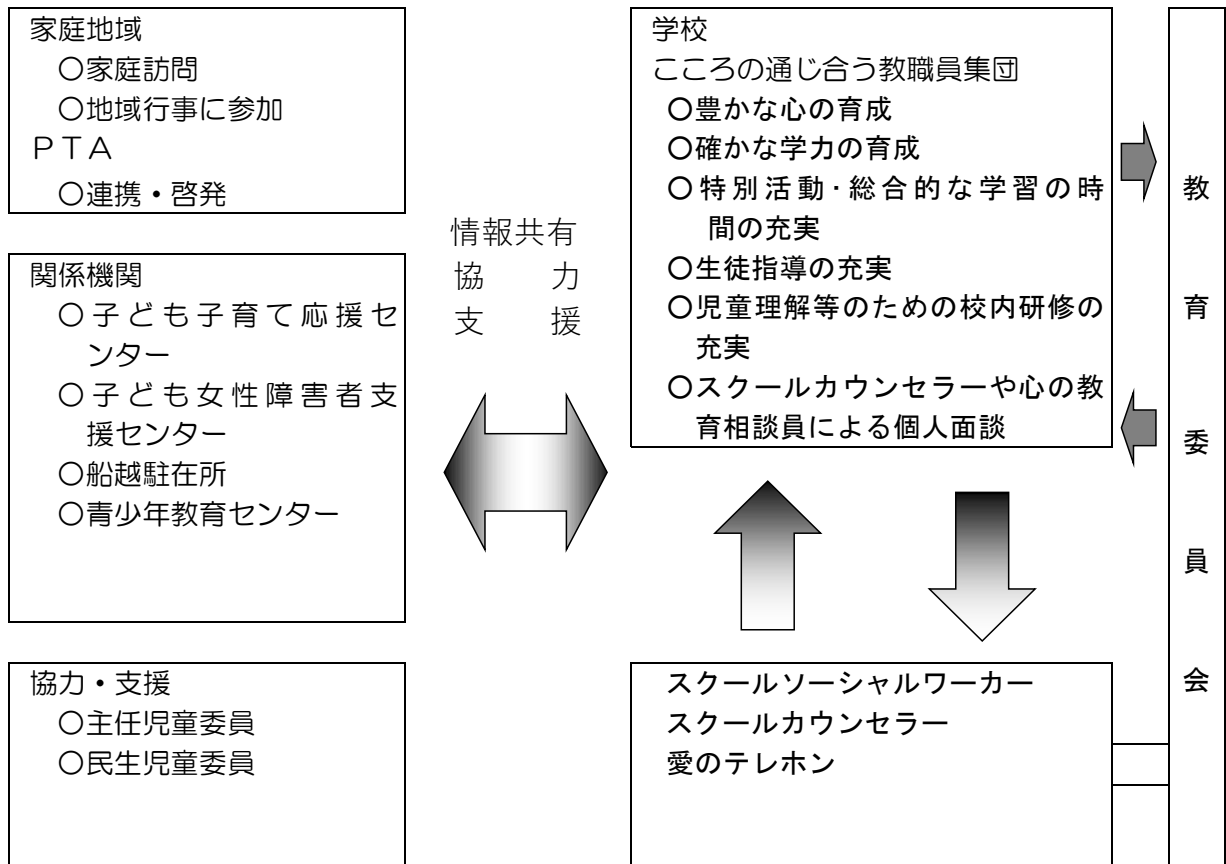 家庭地域
○家庭訪問
○地域行事に参加
ＰＴＡ
○連携・啓発
関係機関
○子ども子育て応援セ
ンター
○子ども女性障害者支
援センター
○船越駐在所
○青少年教育センター
協力・支援
○主任児童委員
○民生児童委員
情報共有
協　　力
支　　援
学校
こころの通じ合う教職員集団
○豊かな心の育成
○確かな学力の育成
○特別活動・総合的な学習の時
間の充実
○生徒指導の充実
○児童理解等のための校内研修の
充実
○スクールカウンセラーや心の教
育相談員による個人面談
スクールソーシャルワーカー
スクールカウンセラー
愛のテレホン
教育委員会